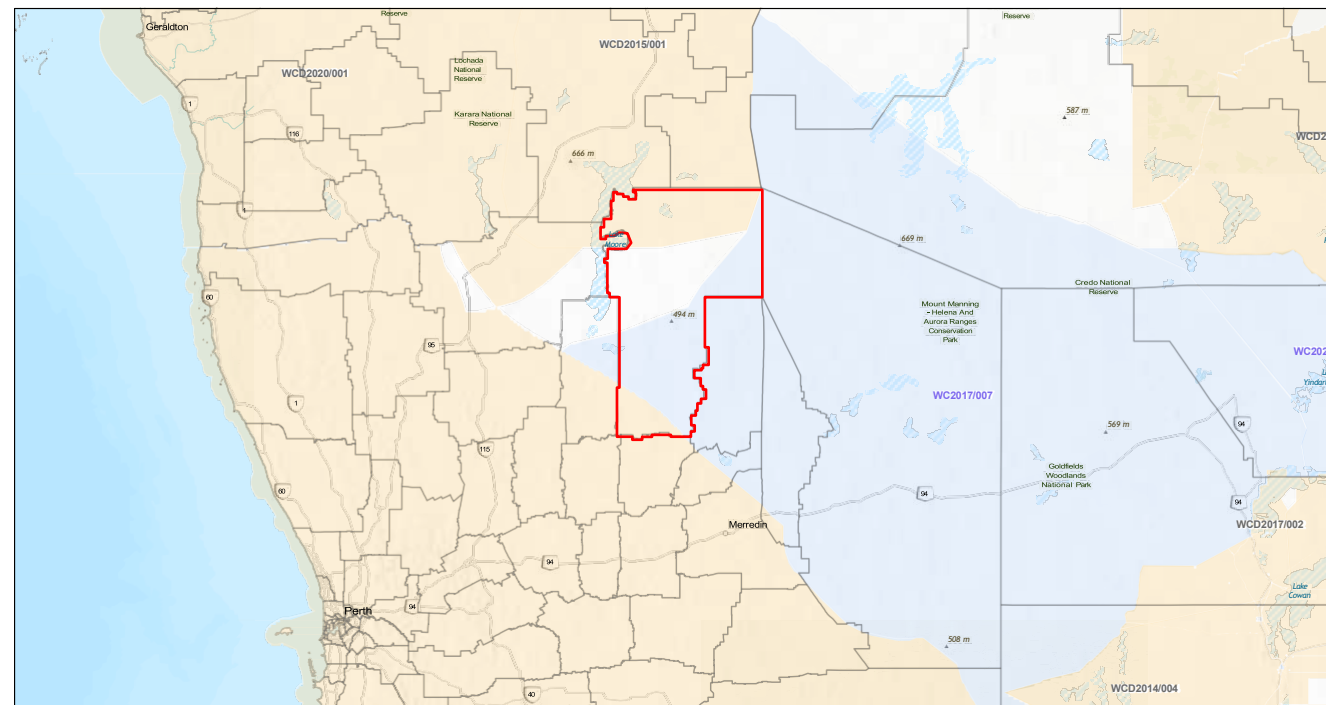 Reserve
Reserve
Geraldton
WCD2015/001
Lochada
National
Reserve
WCD2020/001
1
Karara National
Reserve
587 m
116
WCD2
666 m
1
Moore
669 m
Credo National
Reserve
60
Mount Manning
- Helena And
Aurora Ranges
Conservation
Park
494 m
95
WC202
Yindar
WC2017/007
1
569 m
94
115
Goldfields
Woodlands
National Park
60
94
94
Merredin
WCD2017/002
94
Lake
Cowan
94
Perth
508 m
WCD2014/004
40